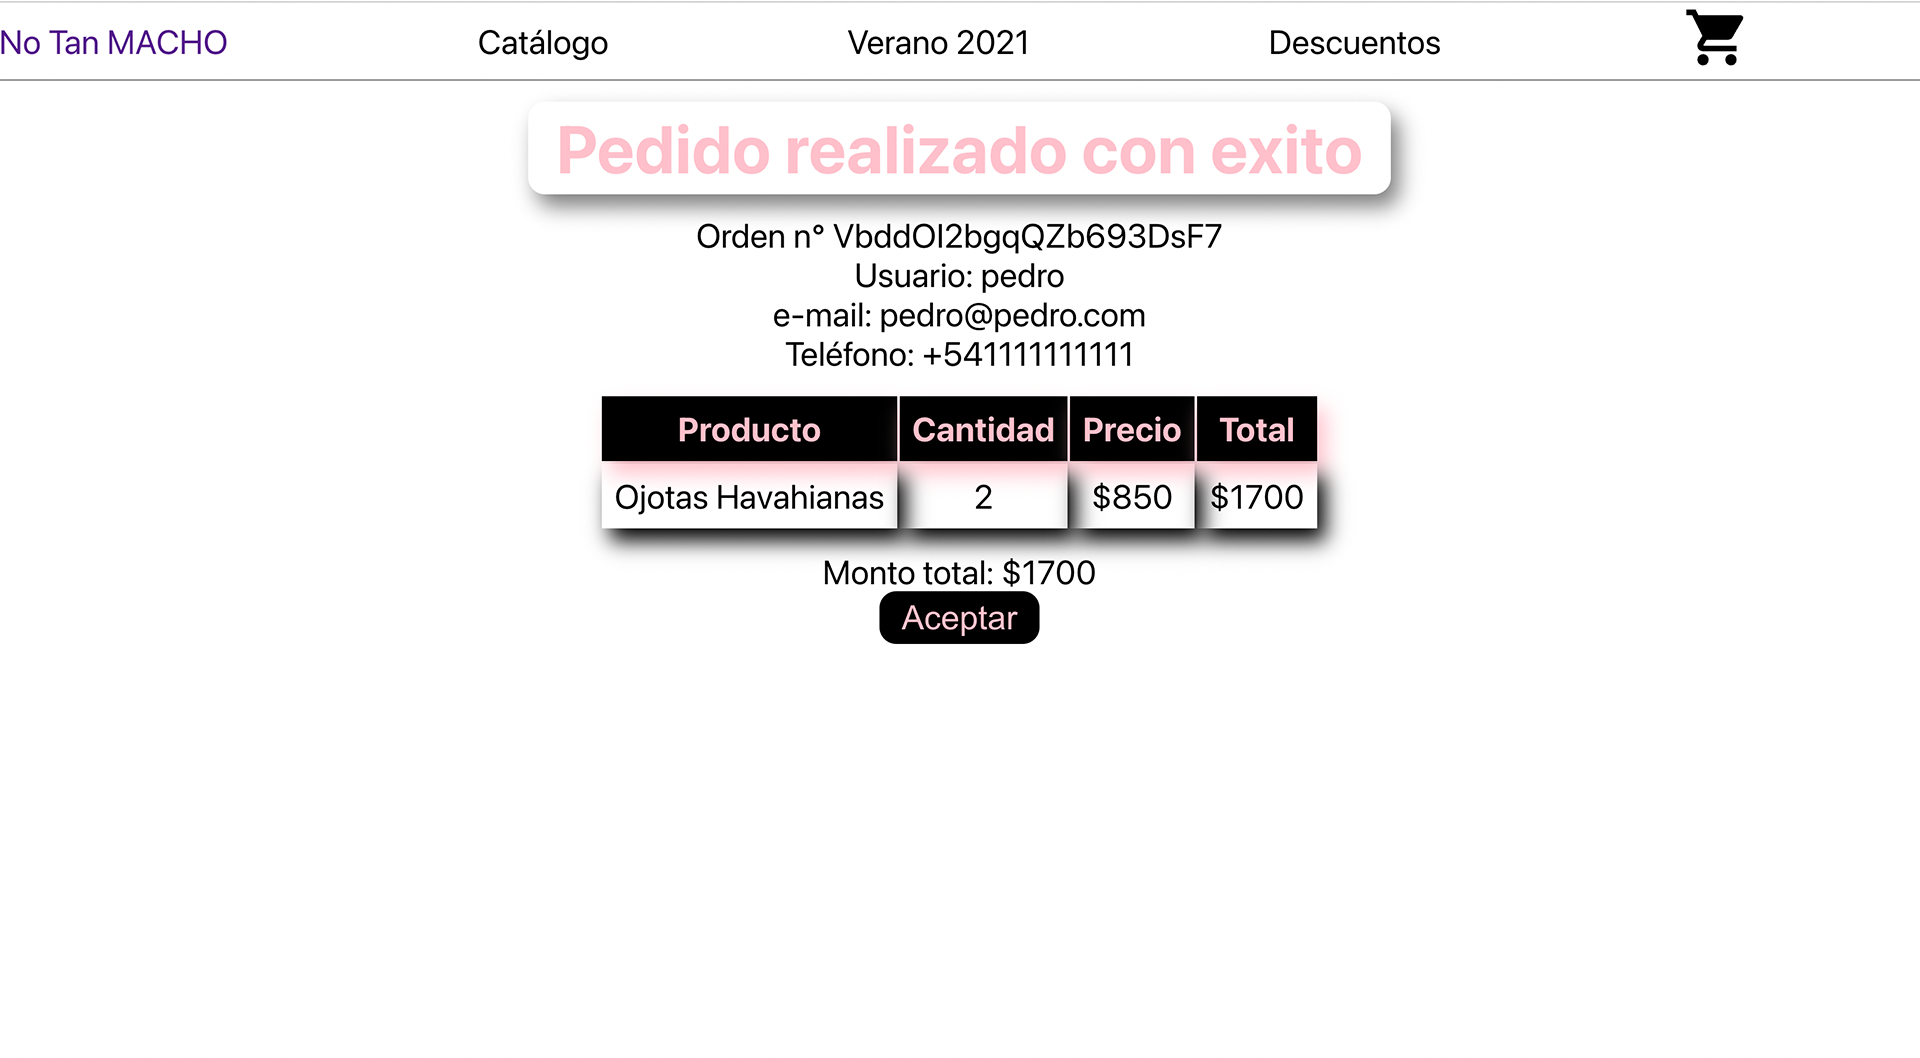 No Tan MACHO Catálogo Verano 2021 Descuentos
Pedido realizado con exito
Orden n° VbddOI2bgqQZb693DsF7
Usuario: pedro
e-mail: pedro@pedro.com
Teléfono: +541111111111
Producto Cantidad Precio Total
Ojotas Havahianas 2 $850 $1700
Monto total: $1700
Aceptar